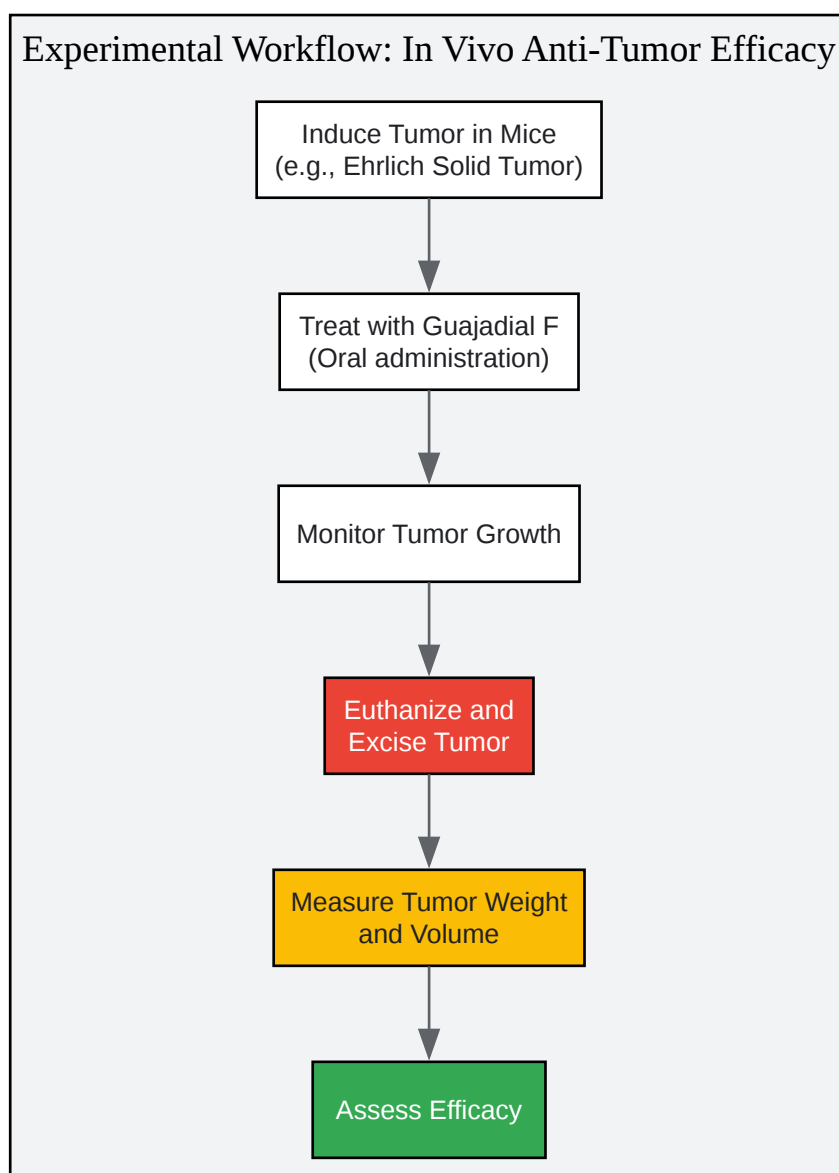 Experimental Workflow: In Vivo Anti-Tumor Efficacy
Induce Tumor in Mice
(e.g., Ehrlich Solid Tumor)
Treat with Guajadial F
(Oral administration)
Monitor Tumor Growth
Euthanize and
Excise Tumor
Measure Tumor Weight
and Volume
Assess Efficacy